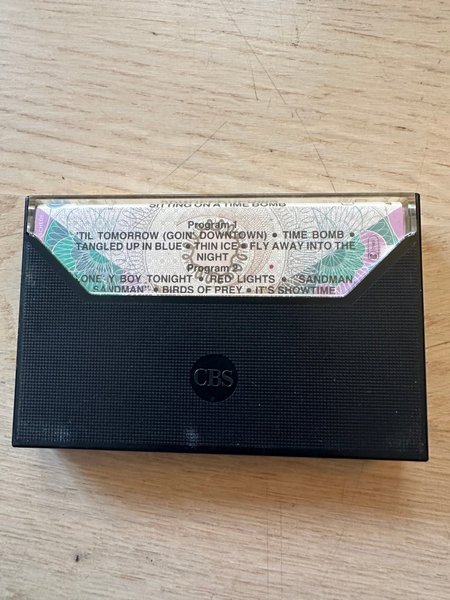 SITTING ON A TIME BOMB
Program 1
'TIL TOMORROW (GOIN' DOWNTOWN) • TIME BOMB •
TANGLED UP IN BLUE • THIN ICE • FLY AWAY INTO THE
NIGHT
Program 2
ONE Y BOY TONIGHT • RED LIGHTS • "SANDMAN,
SANDMAN" • BIRDS OF PREY • IT'S SHOWTIME
CBS